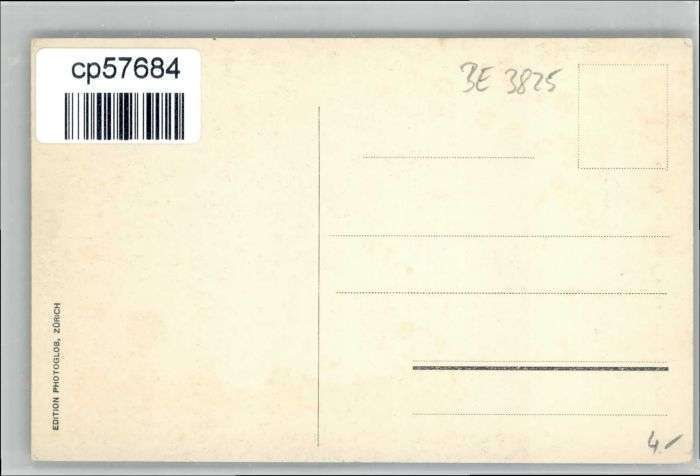 cp57684
BE 3825
EDITION PHOTOGLOB, ZÜRICH
4.-